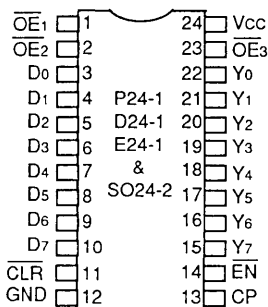 OE1 1 24 Vcc
OE2 2 23 OE3
D0 3 22 Y0
D1 4 P24-1 21 Y1
D2 5 D24-1 20 Y2
D3 6 E24-1 19 Y3
D4 7 & 18 Y4
D5 8 SO24-2 17 Y5
D6 9 16 Y6
D7 10 15 Y7
CLR 11 14 EN
GND 12 13 CP